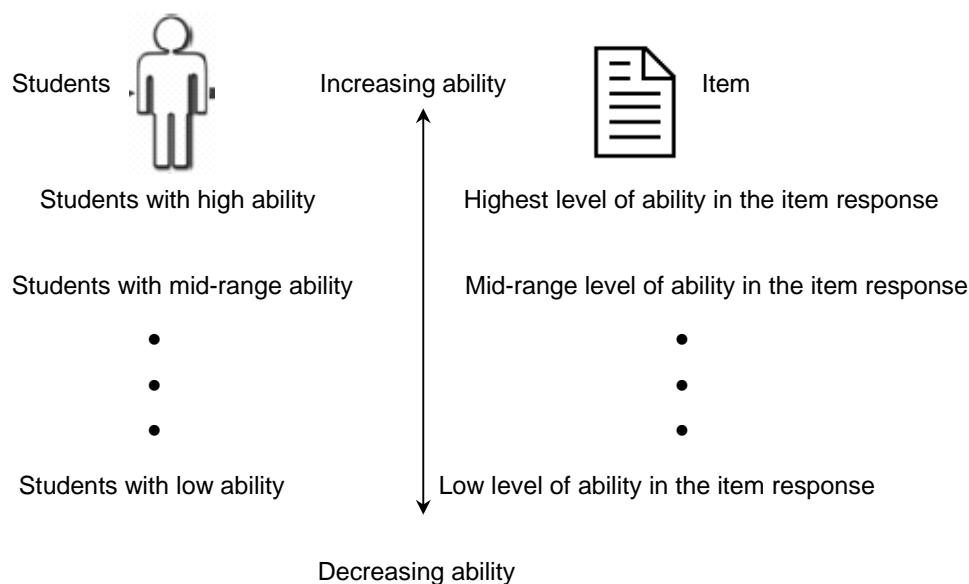 Students
Increasing ability
Item
Students with high ability
Highest level of ability in the item response
Students with mid-range ability
Mid-range level of ability in the item response
•
•
•
•
•
•
Students with low ability
Low level of ability in the item response
Decreasing ability